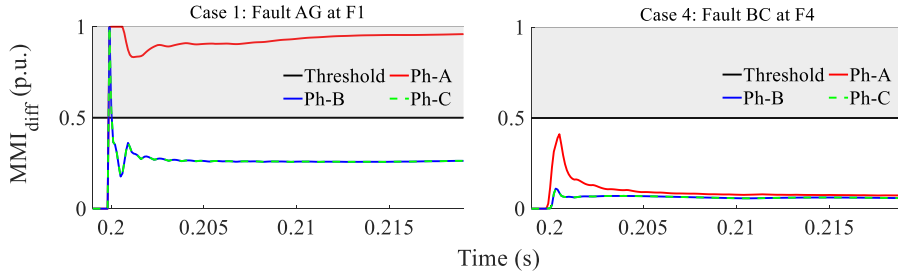 Case 1: Fault AG at F1
Case 4: Fault BC at F4
MMI_diff (p.u.)
1
0.5
0
Threshold Ph-A
Ph-B Ph-C
0.2 0.205 0.21 0.215
1
0.5
0
Threshold Ph-A
Ph-B Ph-C
0.2 0.205 0.21 0.215
Time (s)